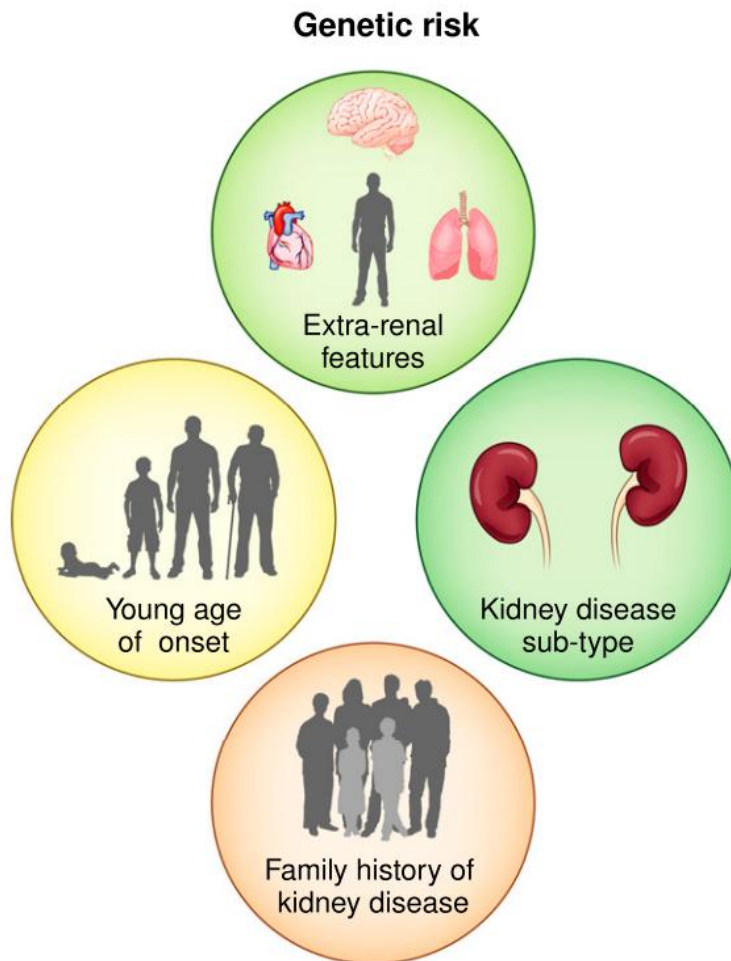 Genetic risk
Extra-renal
features
Young age
of onset
Kidney disease
sub-type
Family history of
kidney disease